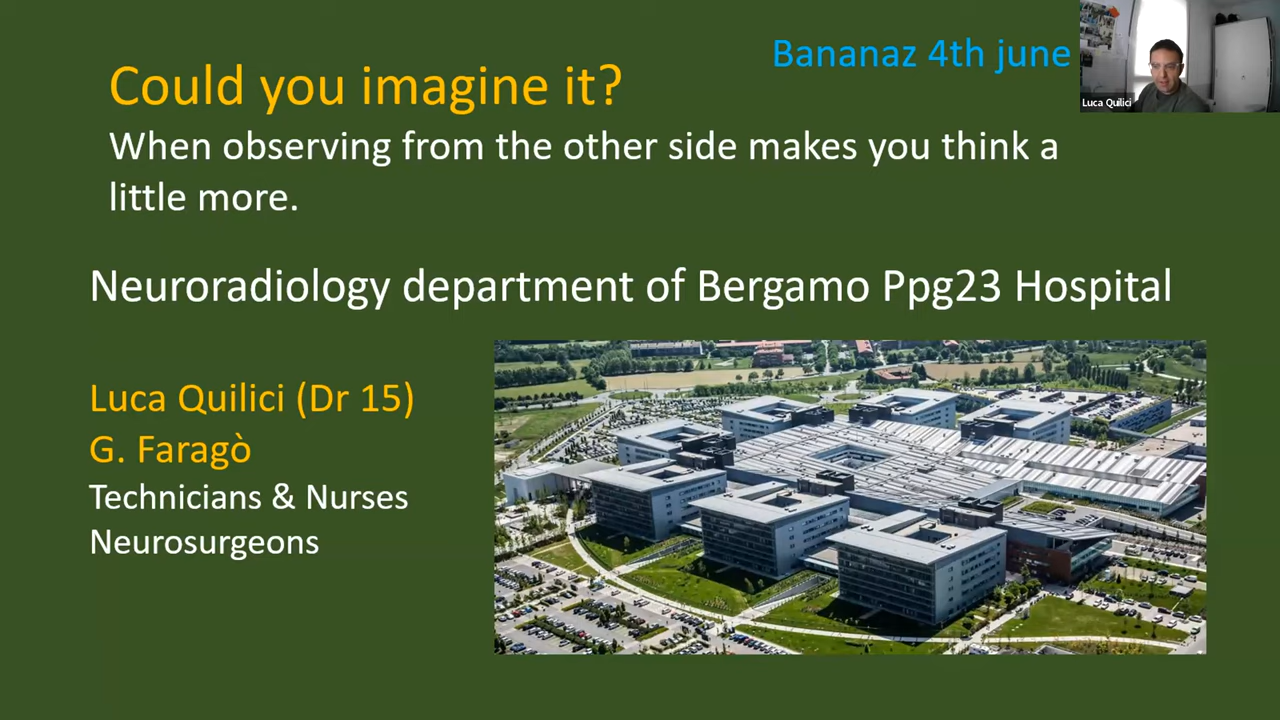 Bananaz 4th june
Could you imagine it?
When observing from the other side makes you think a
little more.
Luca Quilici
Neuroradiology department of Bergamo Ppg23 Hospital
Luca Quilici (Dr 15)
G. Faragò
Technicians & Nurses
Neurosurgeons